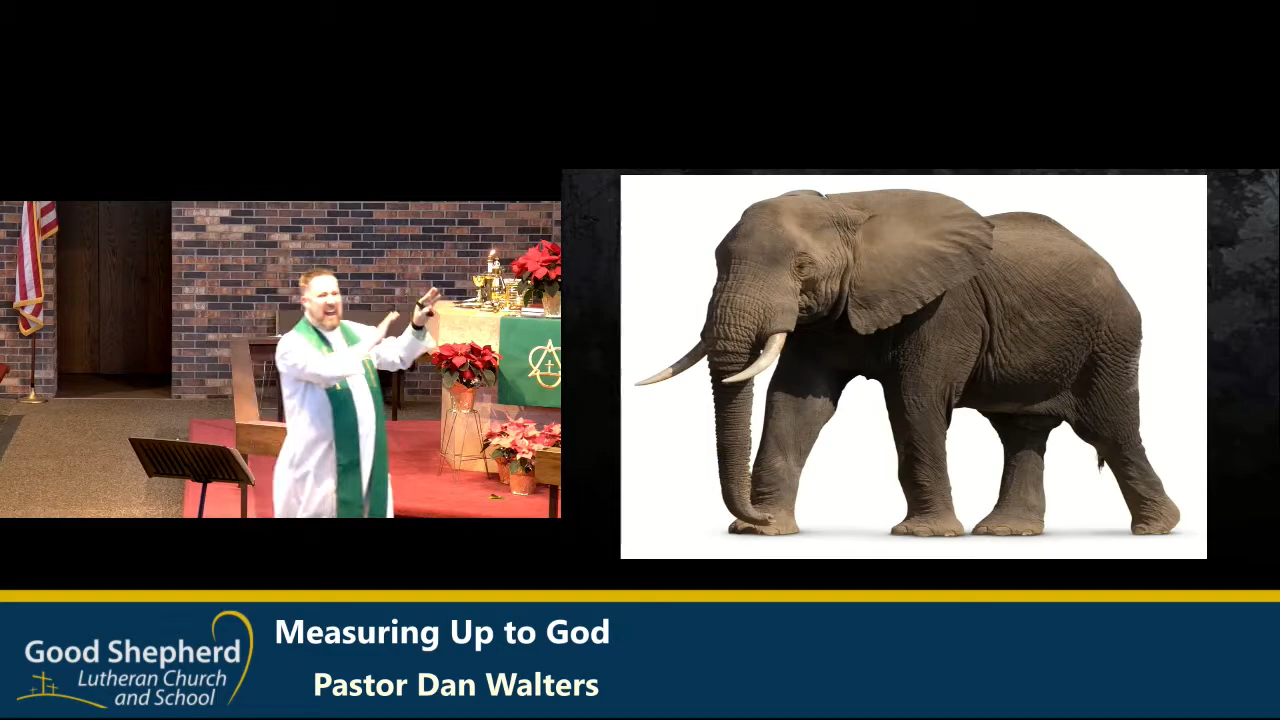 Good Shepherd
Lutheran Church
and School
Measuring Up to God
Pastor Dan Walters